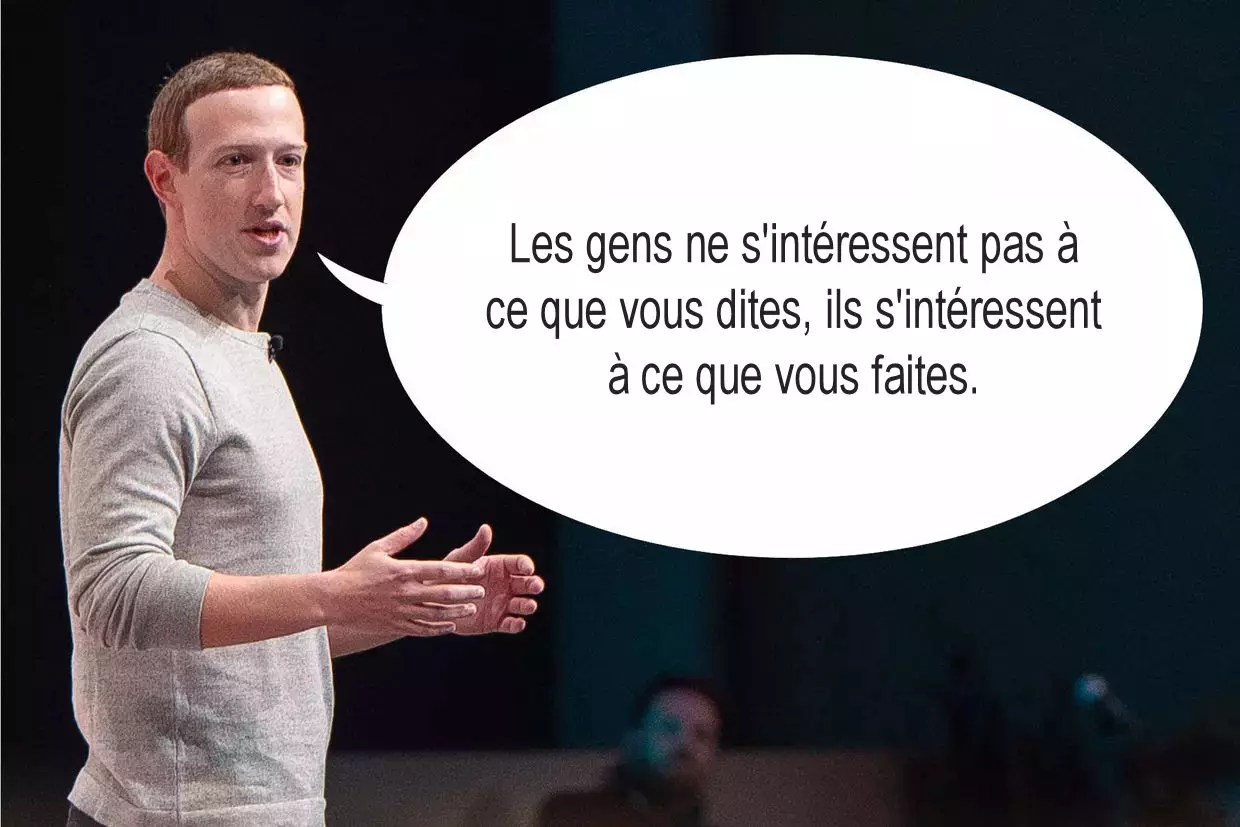 Les gens ne s'intéressent pas à
ce que vous dites, ils s'intéressent
à ce que vous faites.